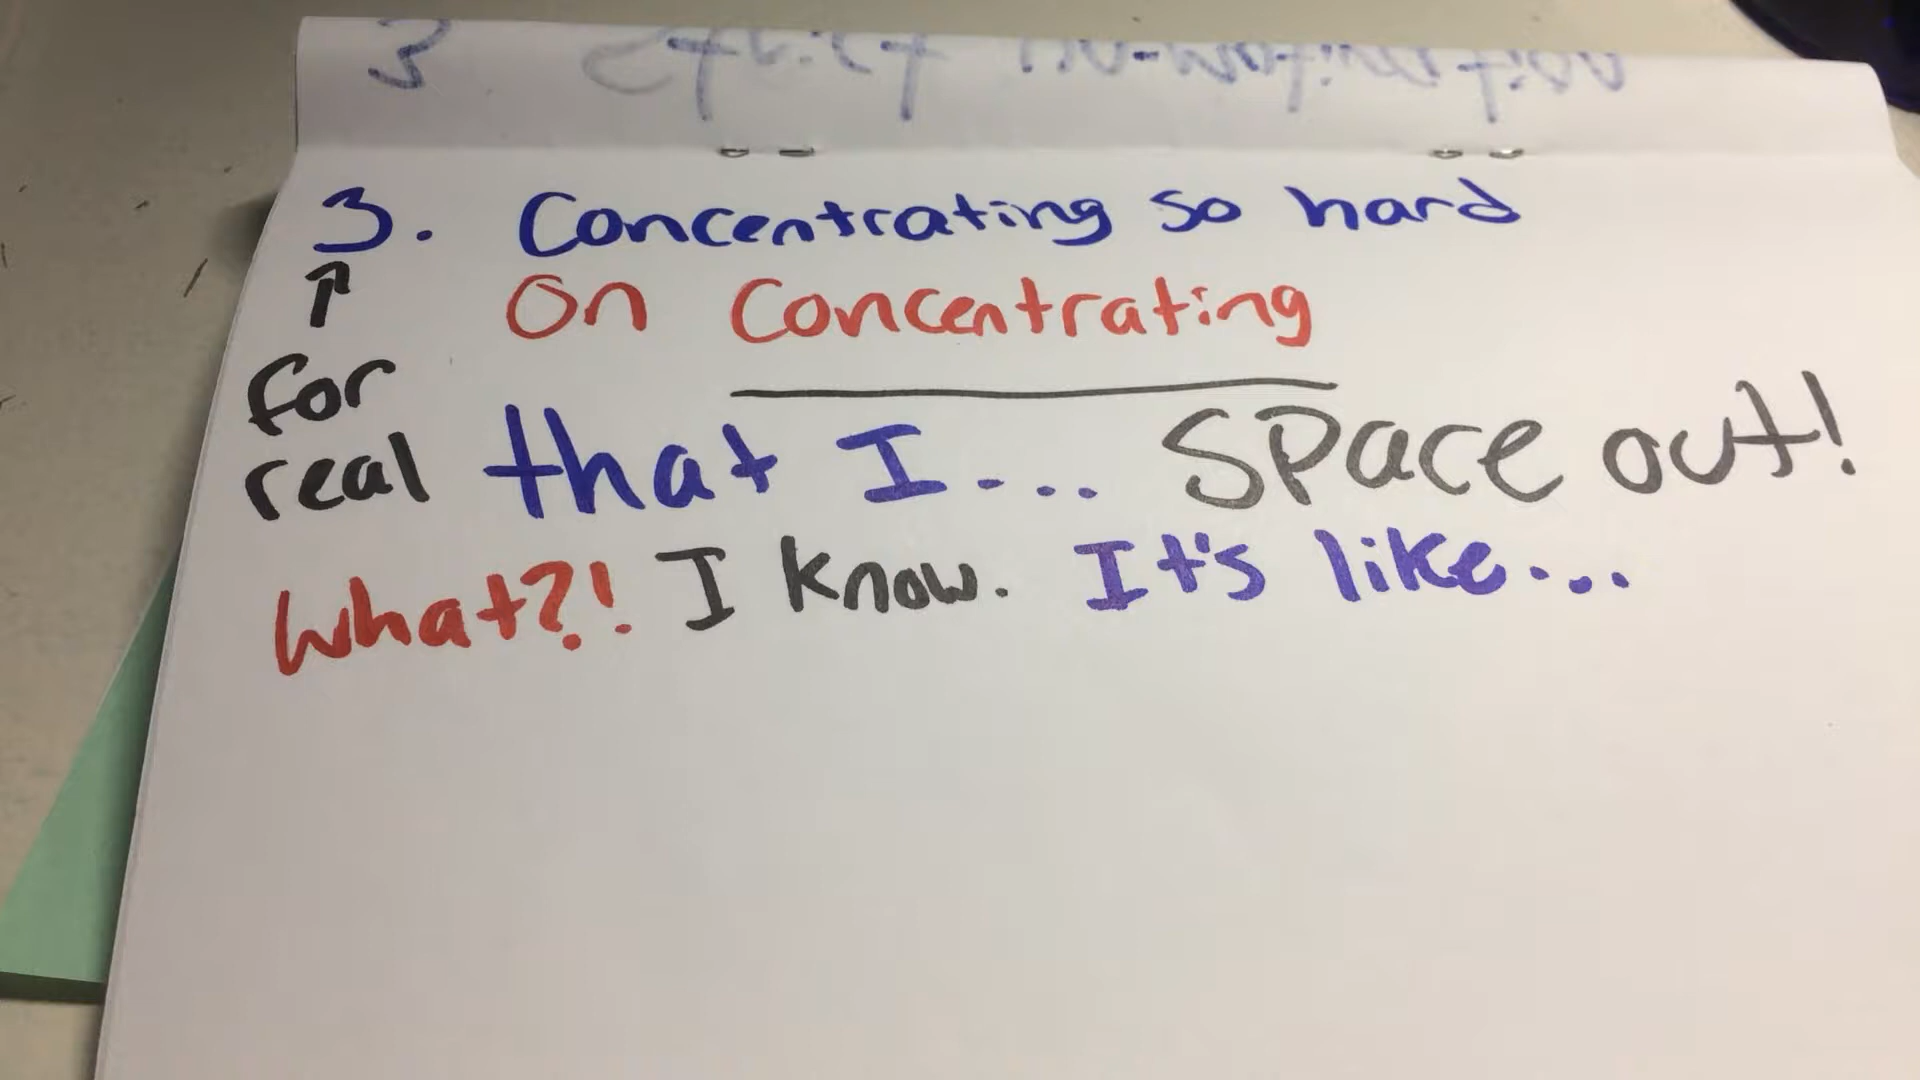 3. Concentrating so hard
on concentrating
↑
for
real
that I... space out!
What?! I know. It's like...